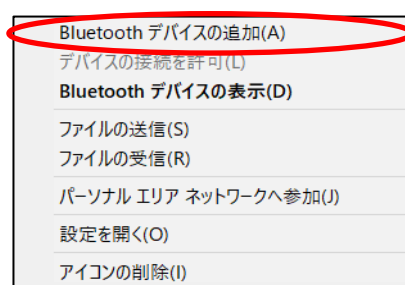 Bluetooth デバイスの追加(A)
デバイスの接続を許可(L)
Bluetooth デバイスの表示(D)
ファイルの送信(S)
ファイルの受信(R)
パーソナル エリア ネットワークへ参加(J)
設定を開く(O)
アイコンの削除(I)